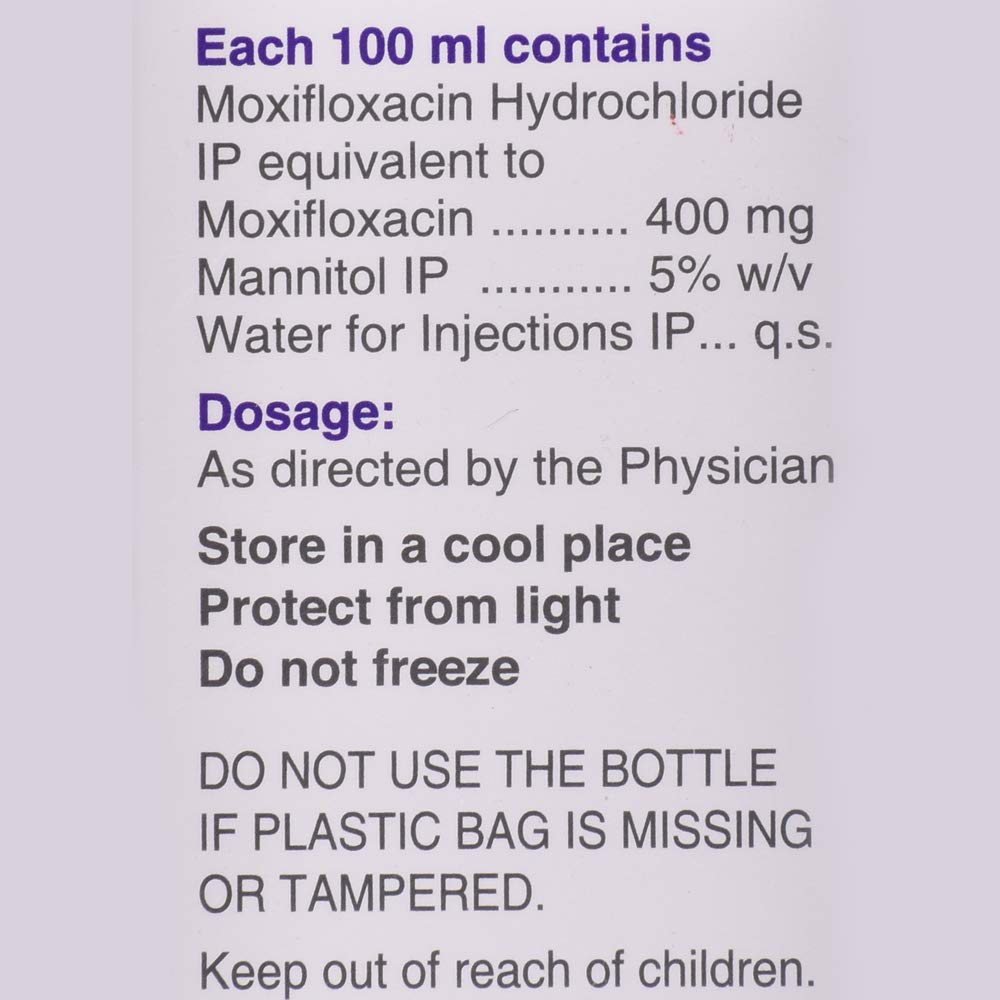 Each 100 ml contains
Moxifloxacin Hydrochloride
IP equivalent to
Moxifloxacin .......... 400 mg
Mannitol IP ........... 5% w/v
Water for Injections IP... q.s.
Dosage:
As directed by the Physician
Store in a cool place
Protect from light
Do not freeze
DO NOT USE THE BOTTLE
IF PLASTIC BAG IS MISSING
OR TAMPERED.
Keep out of reach of children.